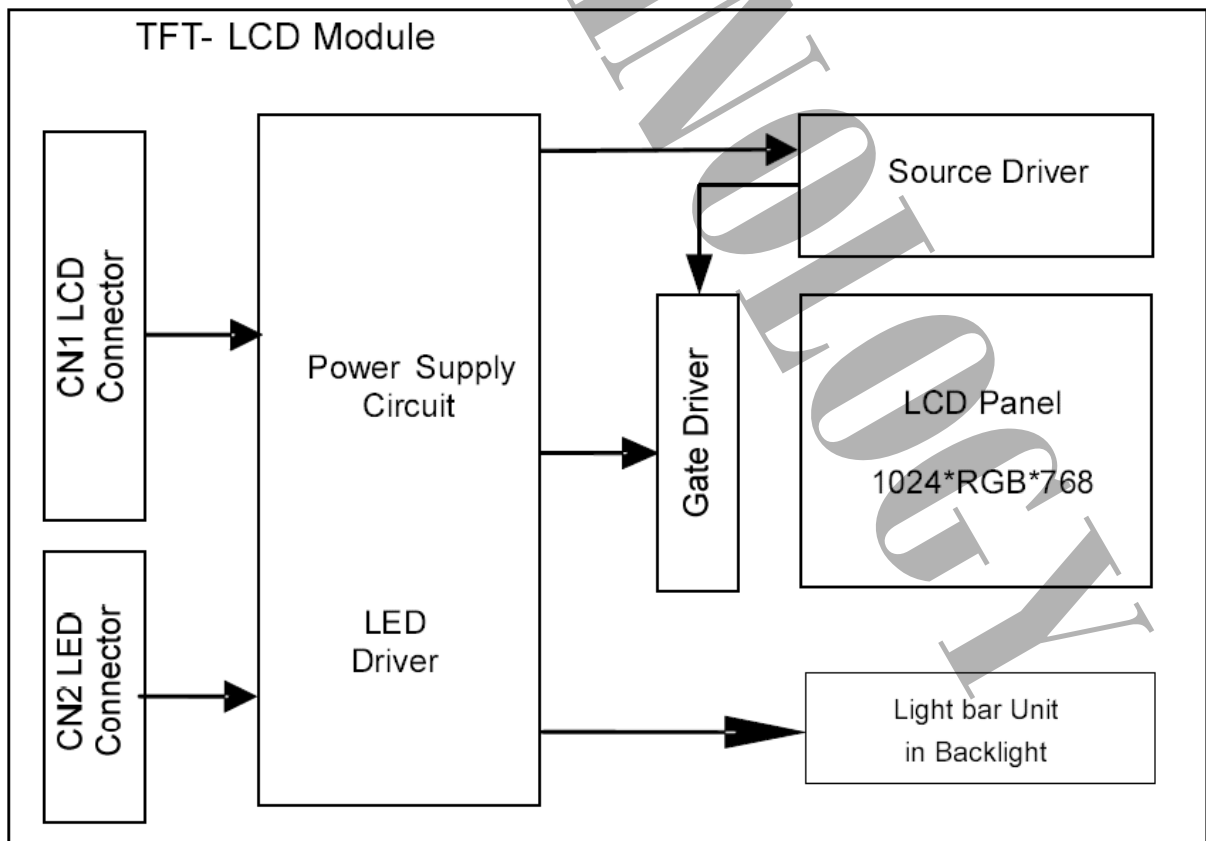 TFT- LCD Module
CN1 LCD
Connector
CN2 LED
Connector
Power Supply
Circuit
LED
Driver
Source Driver
Gate Driver
LCD Panel
1024*RGB*768
Light bar Unit
in Backlight
NOLOGY